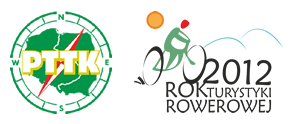 N
W E
PTTK
S
2012
ROK TURYSTYKI
ROWEROWEJ